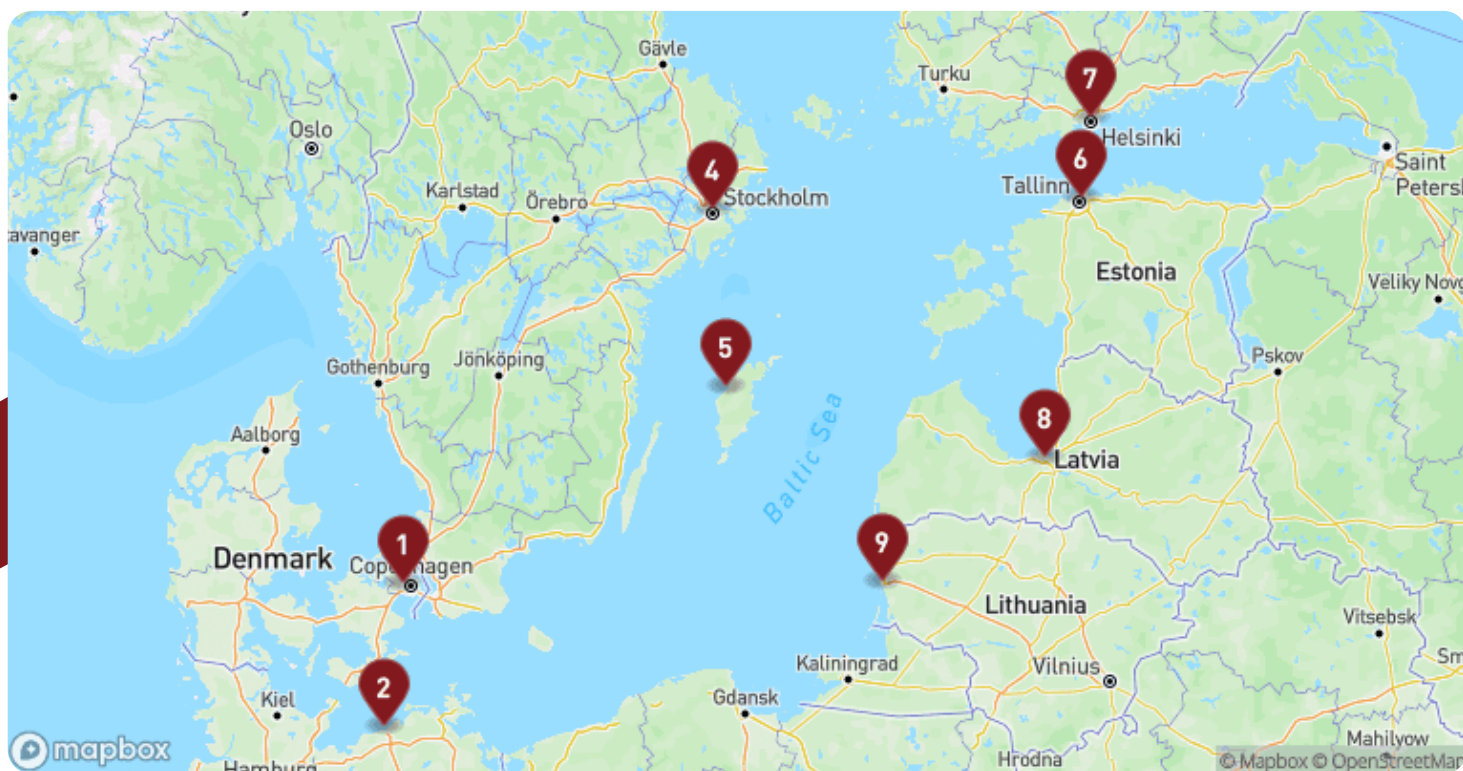 Gävle
Turku
7
Oslo
Helsinki
Saint
Petersb
6
4
Karlstad
Örebro
Stockholm
Tallinn
avanger
Estonia
Veliky Novg
5
Gothenburg
Jönköping
Pskov
Aalborg
8
Latvia
Baltic Sea
1
9
Denmark
Copenhagen
Lithuania
Vitsebsk
2
Kaliningrad
Vilnius
Sm
Kiel
Gdansk
mapbox
Hamburg
Hrodna
Mahilyow
© Mapbox © OpenStreetMap